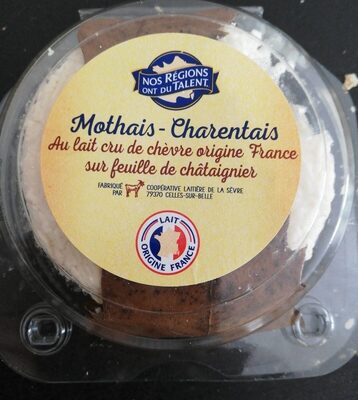 NOS RÉGIONS
ONT DU TALENT
Mothais - Charentais
Au lait cru de chèvre origine France
sur feuille de châtaignier
FABRIQUÉ PAR
COOPÉRATIVE LAITIÈRE DE LA SÈVRE
79370 CELLES-SUR-BELLE
LAIT
ORIGINE FRANCE